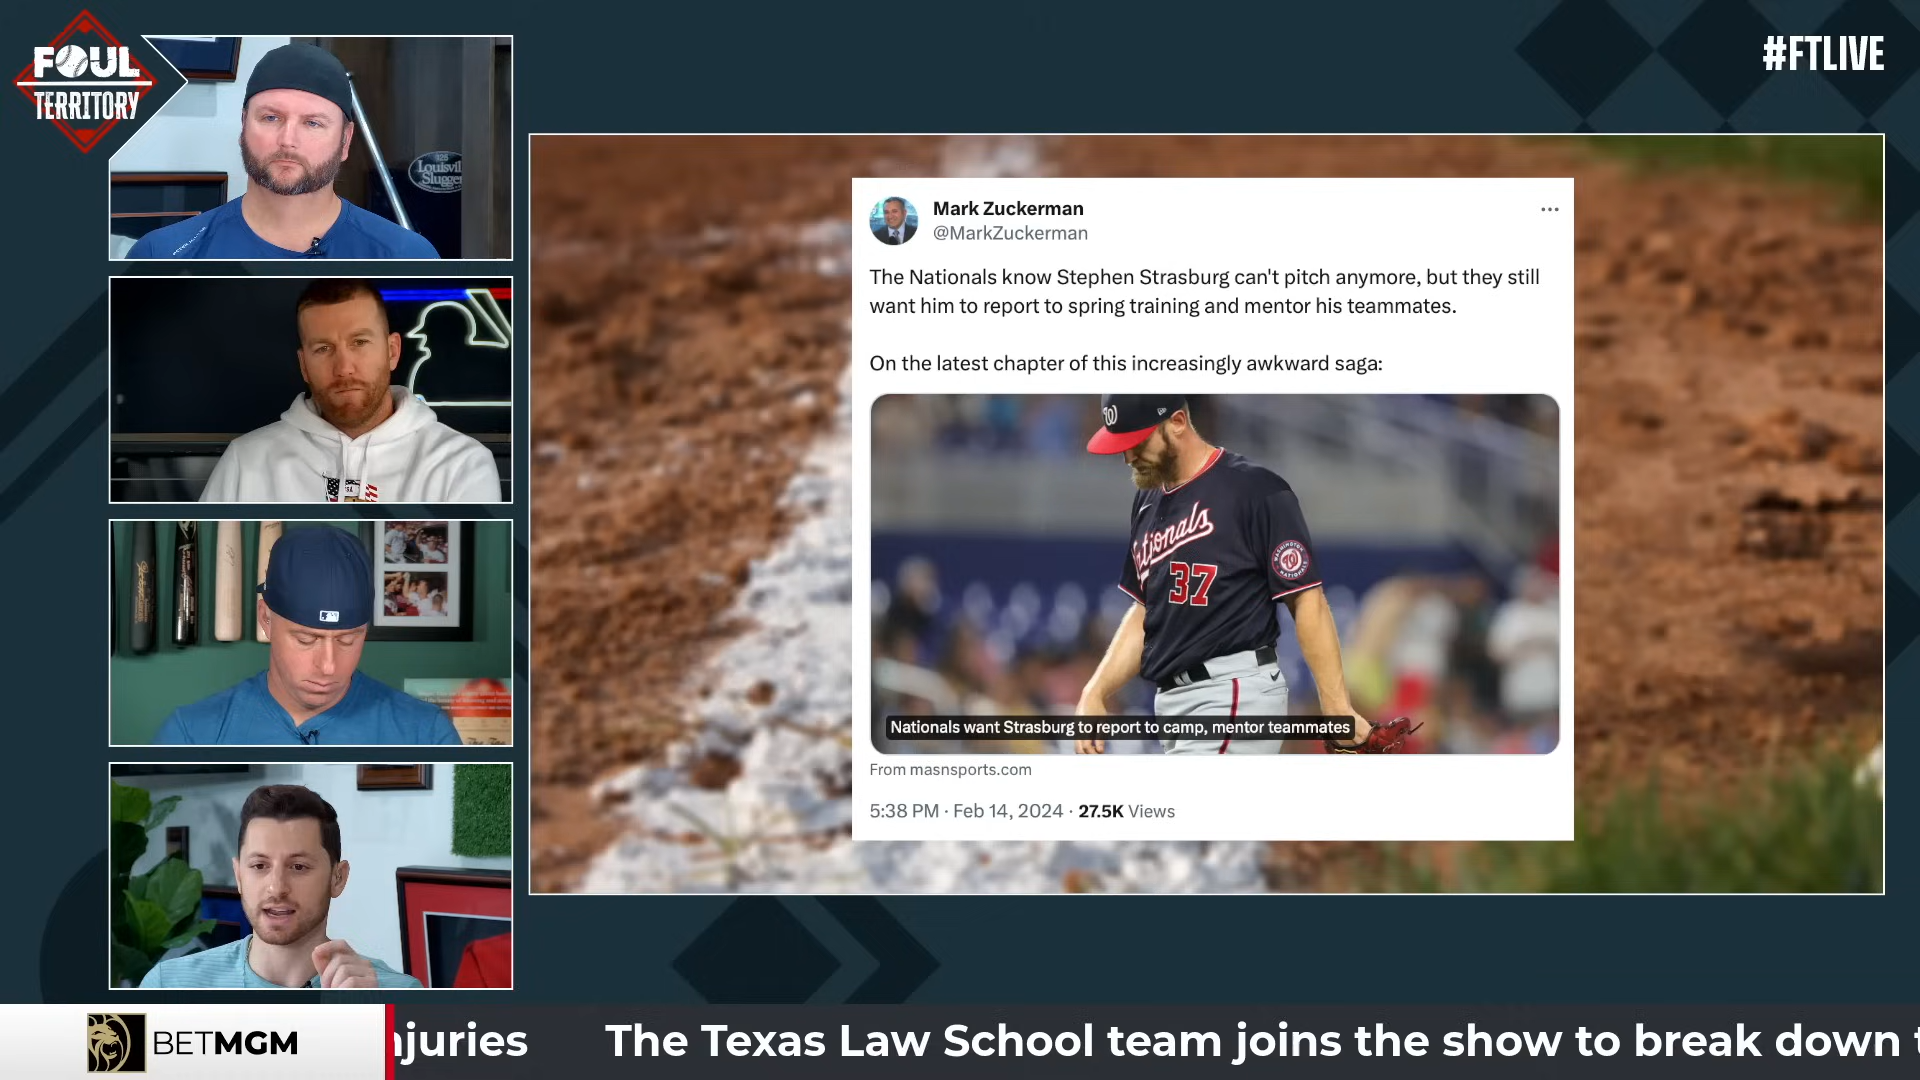 FOUL
TERRITORY
#FTLIVE
Louisvil
Slugger
Mark Zuckerman
@MarkZuckerman
The Nationals know Stephen Strasburg can't pitch anymore, but they still
want him to report to spring training and mentor his teammates.
On the latest chapter of this increasingly awkward saga:
Nationals
37
Nationals want Strasburg to report to camp, mentor teammates
From masnsports.com
5:38 PM · Feb 14, 2024 · 27.5K Views
BETMGM
njuries The Texas Law School team joins the show to break down t